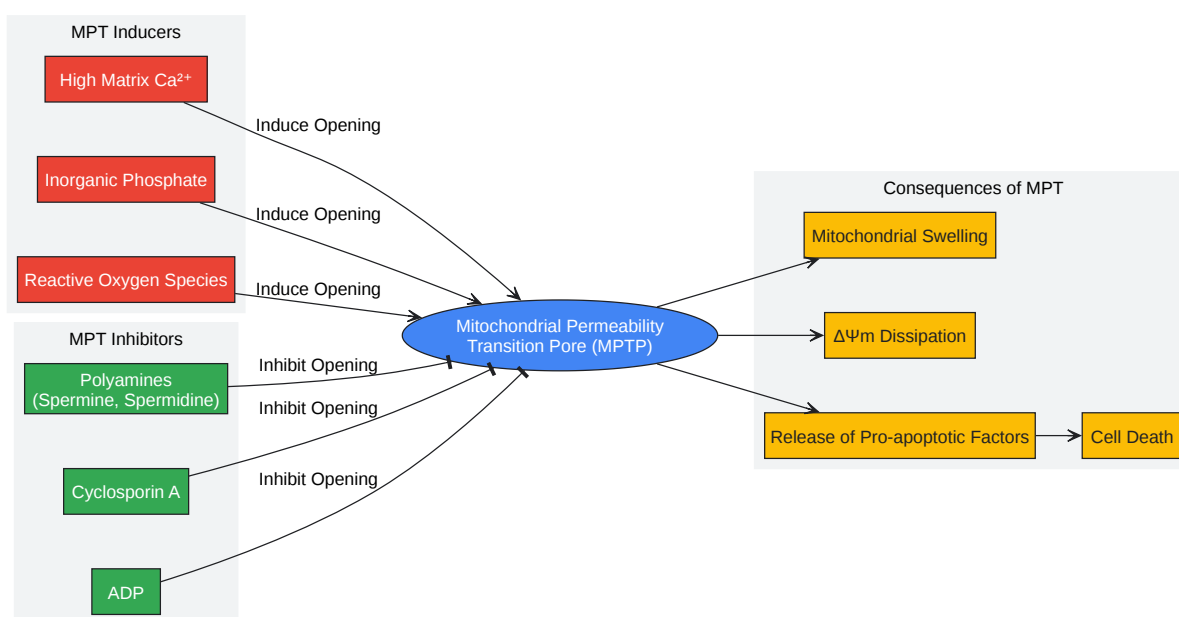 MPT Inducers
High Matrix Ca²⁺
Induce Opening
Inorganic Phosphate
Induce Opening
Reactive Oxygen Species
Induce Opening
MPT Inhibitors
Polyamines
(Spermine, Spermidine)
Inhibit Opening
Cyclosporin A
Inhibit Opening
ADP
Inhibit Opening
Mitochondrial Permeability
Transition Pore (MPTP)
Consequences of MPT
Mitochondrial Swelling
ΔΨm Dissipation
Release of Pro-apoptotic Factors
Cell Death